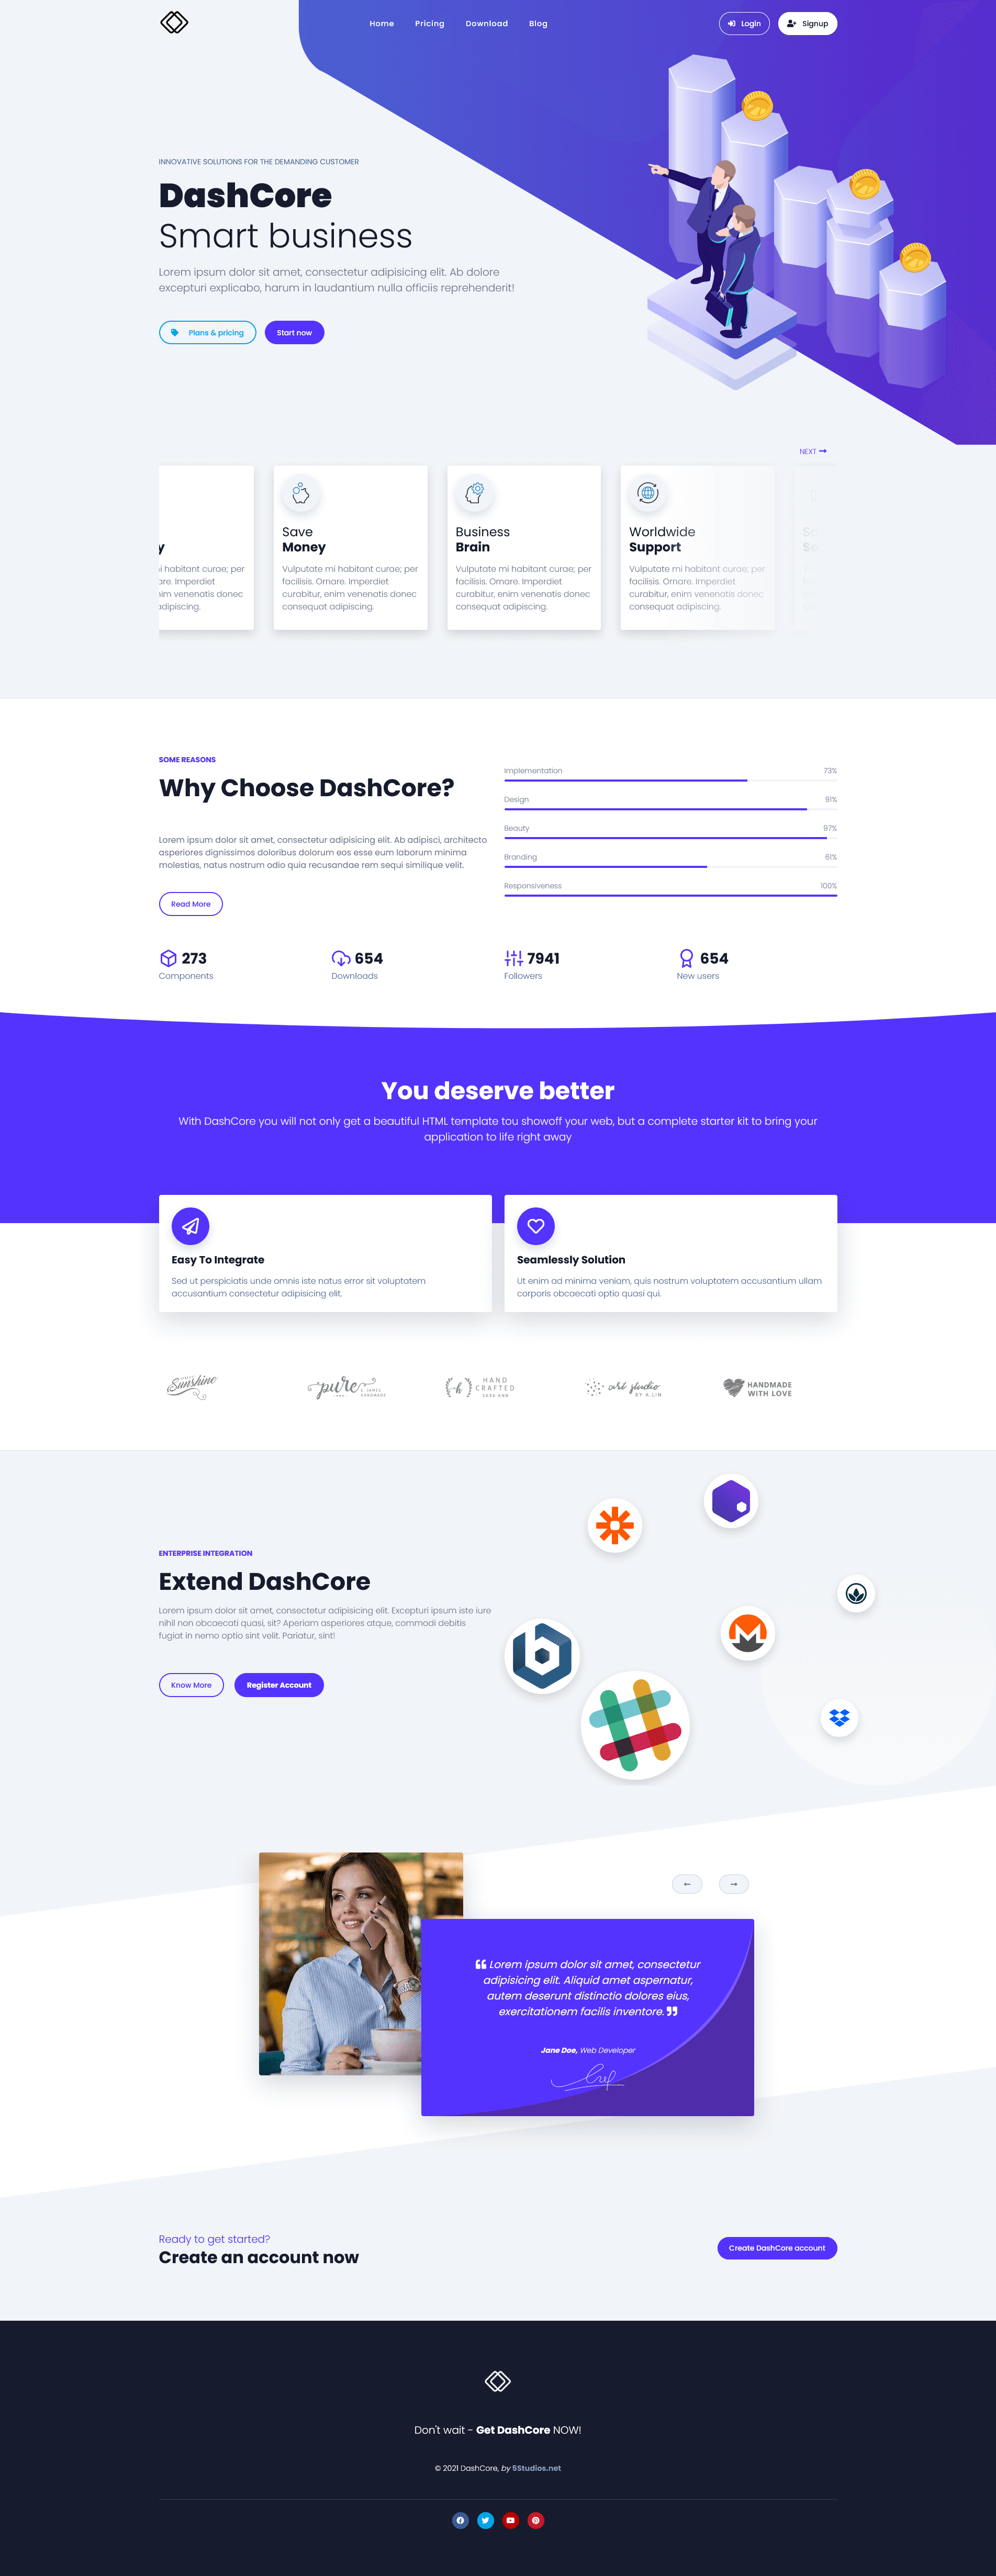 Home Pricing Download Blog Login Signup
INNOVATIVE SOLUTIONS FOR THE DEMANDING CUSTOMER
DashCore
Smart business
Lorem ipsum dolor sit amet, consectetur adipisicing elit. Ab dolore
excepturi explicabo, harum in laudantium nulla officiis reprehenderit!
Plans & pricing Start now
NEXT
y
habitant curae; per
adipiscing.
Save
Money
Vulputate mi habitant curae; per
facilisis. Ornare. Imperdiet
curabitur, enim venenatis donec
consequat adipiscing.
Business
Brain
Vulputate mi habitant curae; per
facilisis. Ornare. Imperdiet
curabitur, enim venenatis donec
consequat adipiscing.
Worldwide
Support
Vulputate mi habitant curae; per
facilisis. Ornare. Imperdiet
curabitur, enim venenatis donec
consequat adipiscing.
SOME REASONS
Why Choose DashCore?
Lorem ipsum dolor sit amet, consectetur adipisicing elit. Ab adipisci, architecto
asperiores dignissimos doloribus dolorum eos esse eum laborum minima
molestias, natus nostrum odio quia recusandae rem sequi similique velit.
Read More
Implementation 73%
Design 91%
Beauty 97%
Branding 61%
Responsiveness 100%
273
Components
654
Downloads
7941
Followers
654
New users
You deserve better
With DashCore you will not only get a beautiful HTML template tou showoff your web, but a complete starter kit to bring your
application to life right away
Easy To Integrate
Sed ut perspiciatis unde omnis iste natus error sit voluptatem
accusantium consectetur adipisicing elit.
Seamlessly Solution
Ut enim ad minima veniam, quis nostrum voluptatem accusantium ullam
corporis obcaecati optio quasi qui.
Sunshine
pure
L JAMES
HANDMADE
h
HAND
CRAFTED
SARA ANN
art studio
BY A.LIN
HANDMADE
WITH LOVE
ENTERPRISE INTEGRATION
Extend DashCore
Lorem ipsum dolor sit amet, consectetur adipisicing elit. Excepturi ipsum iste iure
nihil non obcaecati quasi, sit? Aperiam asperiores atque, commodi debitis
fugiat in nemo optio sint velit. Pariatur, sint!
Know More Register Account
b
← →
❝ Lorem ipsum dolor sit amet, consectetur
adipisicing elit. Aliquid amet aspernatur,
autem deserunt distinctio dolores eius,
exercitationem facilis inventore. ❞
Jane Doe, Web Developer
Ready to get started?
Create an account now
Create DashCore account
Don't wait - Get DashCore NOW!
© 2021 DashCore, by 5Studios.net